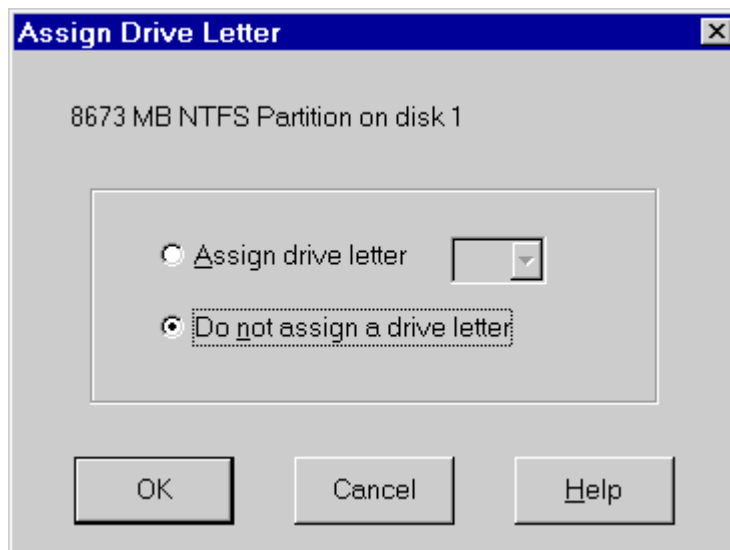 Assign Drive Letter
8673 MB NTFS Partition on disk 1
Assign drive letter
Do not assign a drive letter
OK
Cancel
Help